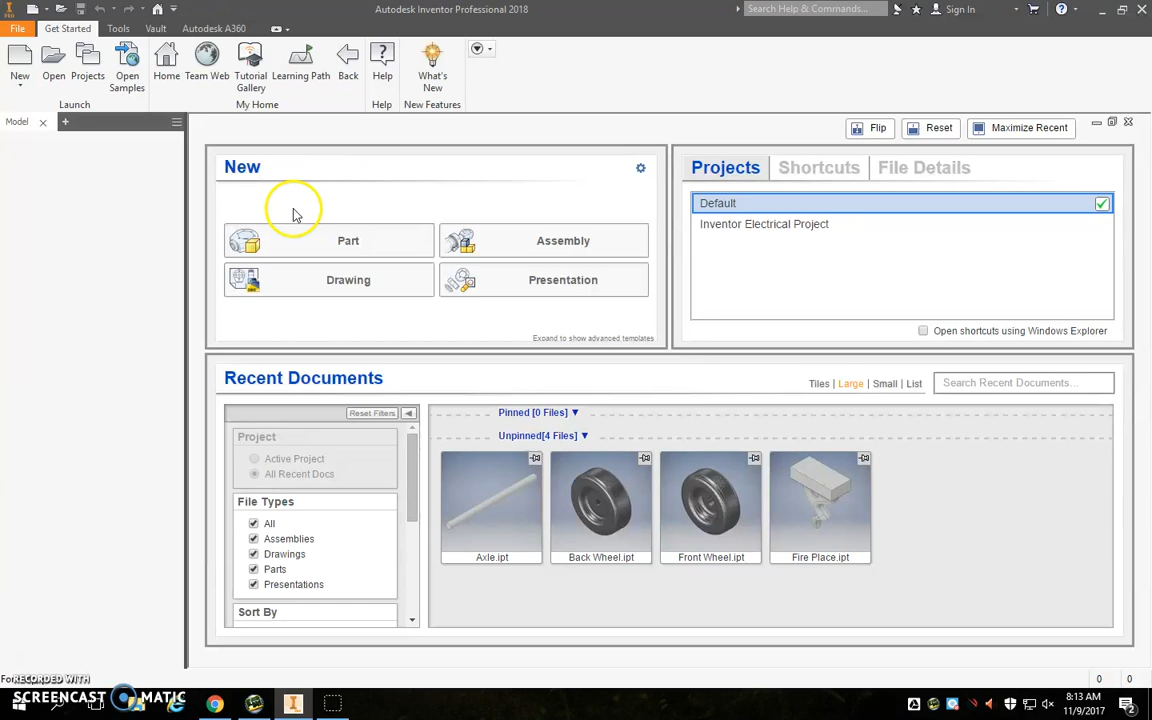 Autodesk Inventor Professional 2018
Search Help & Commands...
Sign In
File
Get Started
Tools
Vault
Autodesk A360
New
Open
Projects
Open Samples
Home
Team Web
Tutorial Gallery
Learning Path
Back
Help
What's New
Launch
My Home
Help
New Features
Model
Flip
Reset
Maximize Recent
New
Part
Assembly
Drawing
Presentation
Expand to show advanced templates
Projects
Shortcuts
File Details
Default
Inventor Electrical Project
Open shortcuts using Windows Explorer
Recent Documents
Tiles | Large | Small | List
Search Recent Documents...
Reset Filters
Project
Active Project
All Recent Docs
File Types
All
Assemblies
Drawings
Parts
Presentations
Sort By
Pinned [0 Files]
Unpinned[4 Files]
Axle.ipt
Back Wheel.ipt
Front Wheel.ipt
Fire Place.ipt
RECORDED WITH
SCREENCAST MATIC
0 0
8:13 AM
11/9/2017